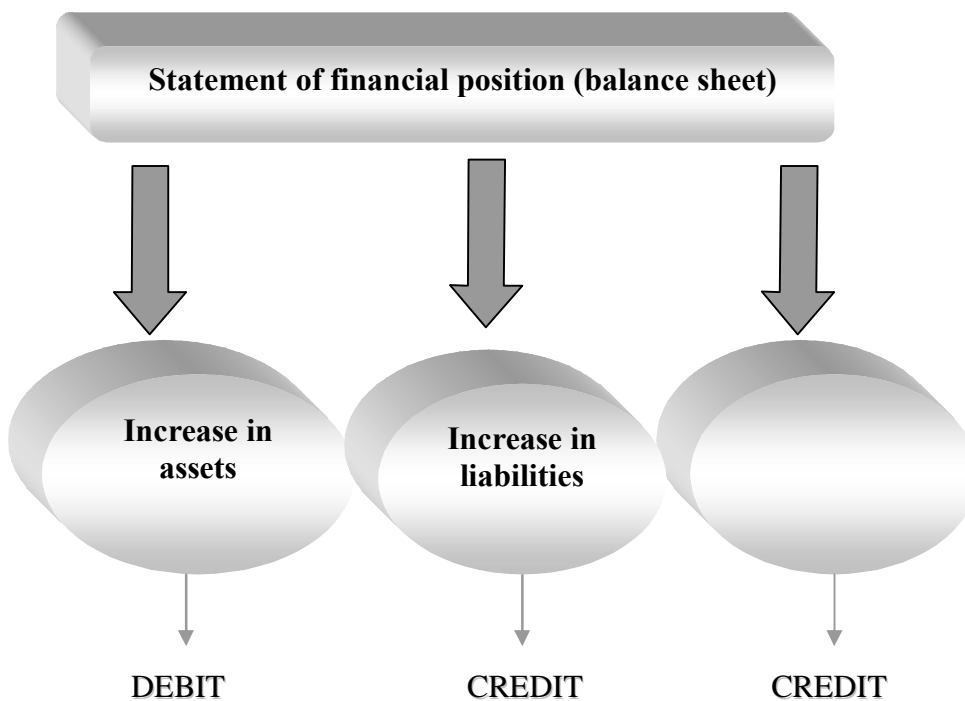 Statement of financial position (balance sheet)
Increase in
assets
Increase in
liabilities
DEBIT
CREDIT
CREDIT